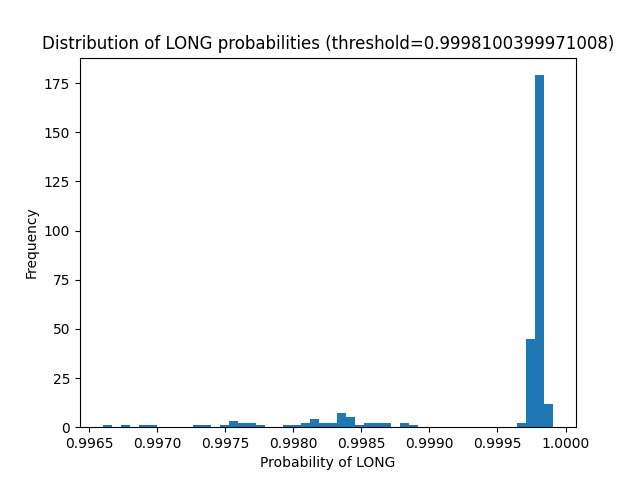 Distribution of LONG probabilities (threshold=0.9998100399971008)
175
150
125
100
75
50
25
0
Frequency
0.9965 0.9970 0.9975 0.9980 0.9985 0.9990 0.9995 1.0000
Probability of LONG